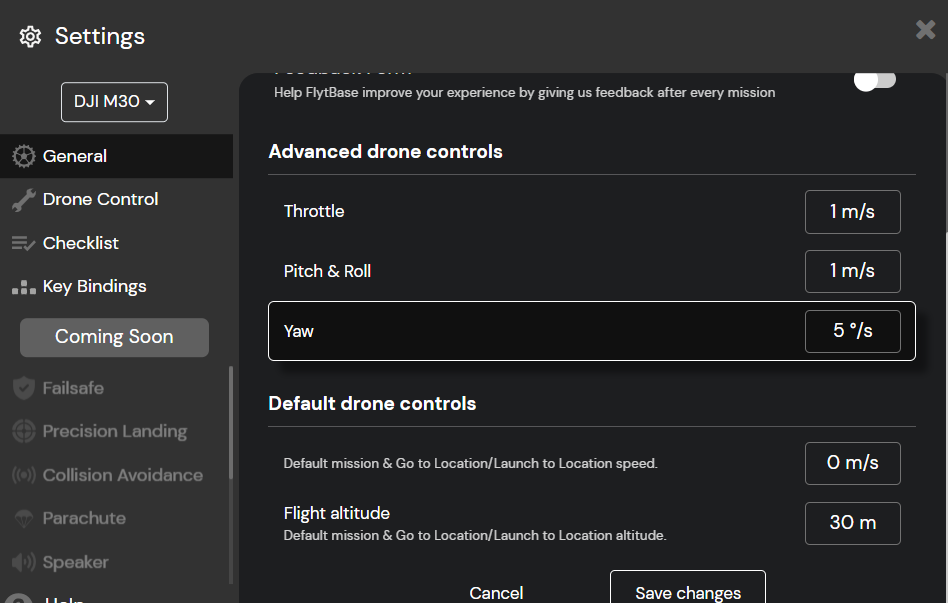 Settings
DJI M30
General
Drone Control
Checklist
Key Bindings
Coming Soon
Failsafe
Precision Landing
Collision Avoidance
Parachute
Speaker
Help
Feedback Form
Help FlytBase improve your experience by giving us feedback after every mission
Advanced drone controls
Throttle
1 m/s
Pitch & Roll
1 m/s
Yaw
5 °/s
Default drone controls
Default mission & Go to Location/Launch to Location speed.
0 m/s
Flight altitude
Default mission & Go to Location/Launch to Location altitude.
30 m
Cancel
Save changes